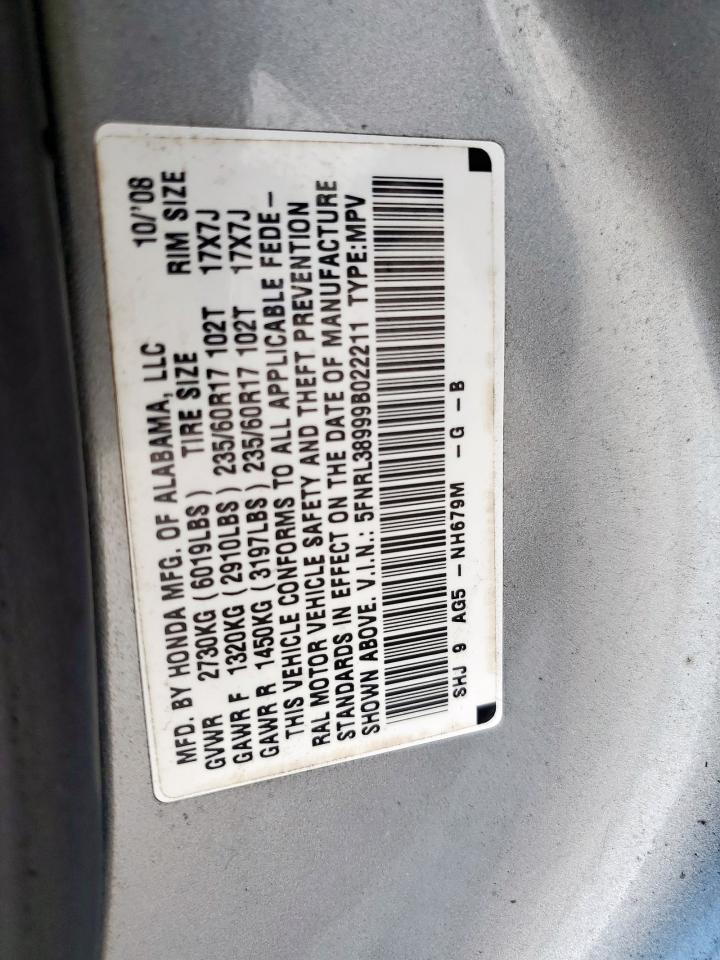 MFD. BY HONDA MFG. OF ALABAMA, LLC 10/'08
GVWR 2730KG (6019LBS) TIRE SIZE RIM SIZE
GAWR F 1320KG (2910LBS) 235/60R17 102T 17X7J
GAWR R 1450KG (3197LBS) 235/60R17 102T 17X7J
THIS VEHICLE CONFORMS TO ALL APPLICABLE FEDE-
RAL MOTOR VEHICLE SAFETY AND THEFT PREVENTION
STANDARDS IN EFFECT ON THE DATE OF MANUFACTURE
SHOWN ABOVE. V.I.N.: 5FNRL38999B022211 TYPE:MPV
SHJ 9 AG5 -NH679M -G -B